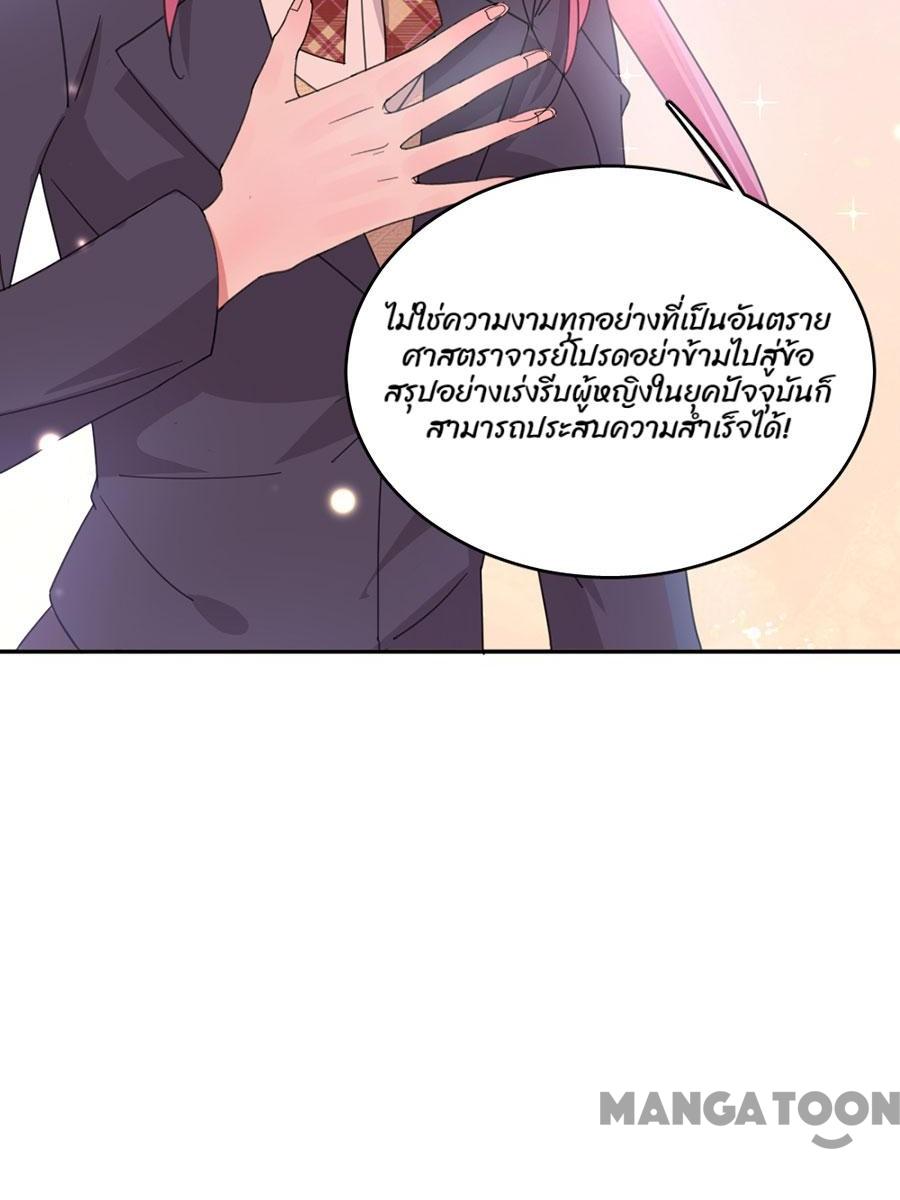 ไม่ใช่ความงามทุกอย่างที่เป็นอันตราย
ศาสตราจารย์โปรดอย่าข้ามไปสู่ข้อ
สรุปอย่างเร่งรีบผู้หญิงในยุคปัจจุบันก็
สามารถประสบความสำเร็จได้!
MANGATOON